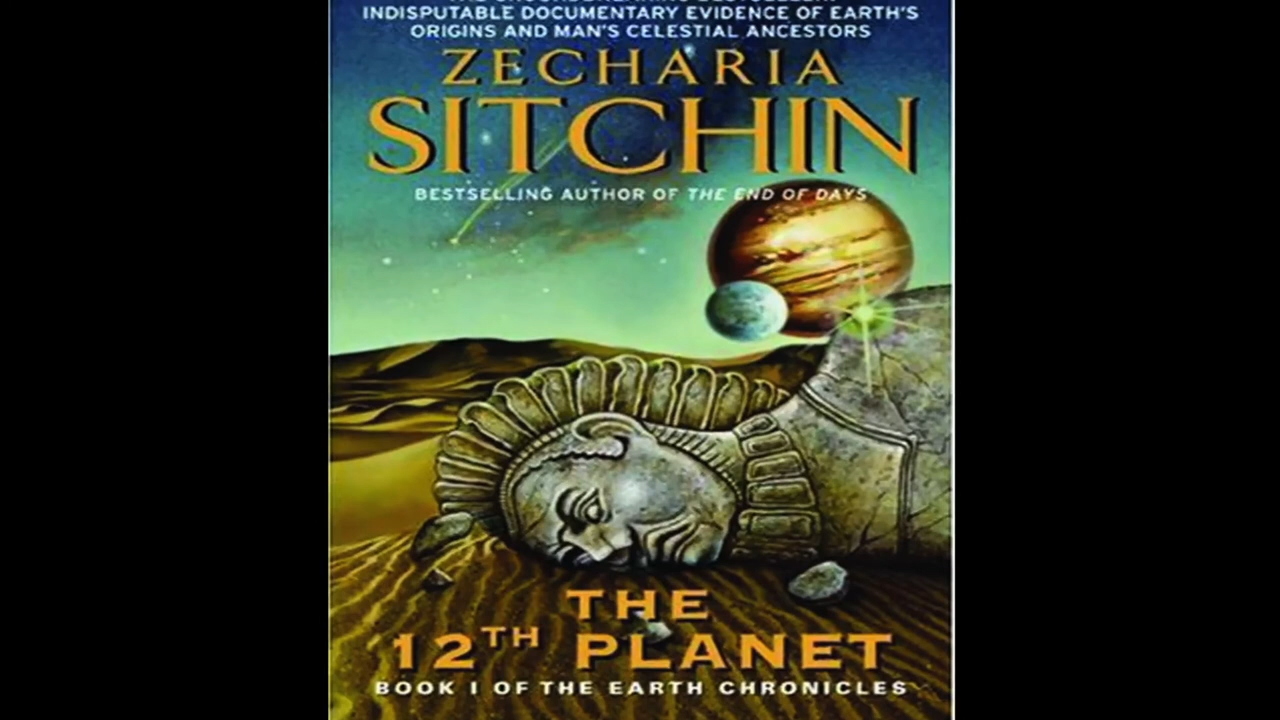 INDISPUTABLE DOCUMENTARY EVIDENCE OF EARTH'S
ORIGINS AND MAN'S CELESTIAL ANCESTORS
ZECHARIA
SITCHIN
BESTSELLING AUTHOR OF THE END OF DAYS
THE
12TH PLANET
BOOK I OF THE EARTH CHRONICLES